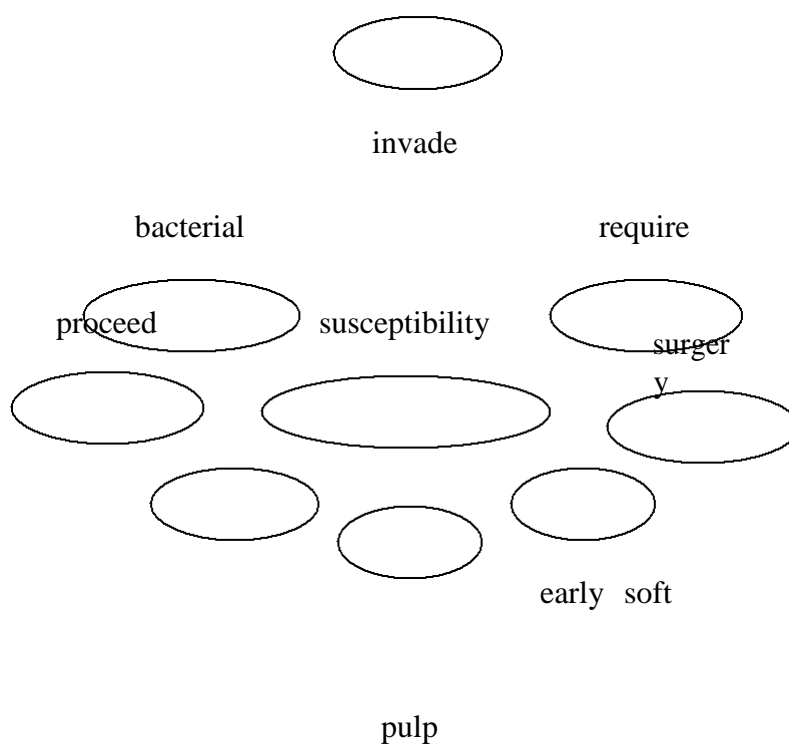 invade
bacterial require
proceed susceptibility
surger
y
early soft
pulp